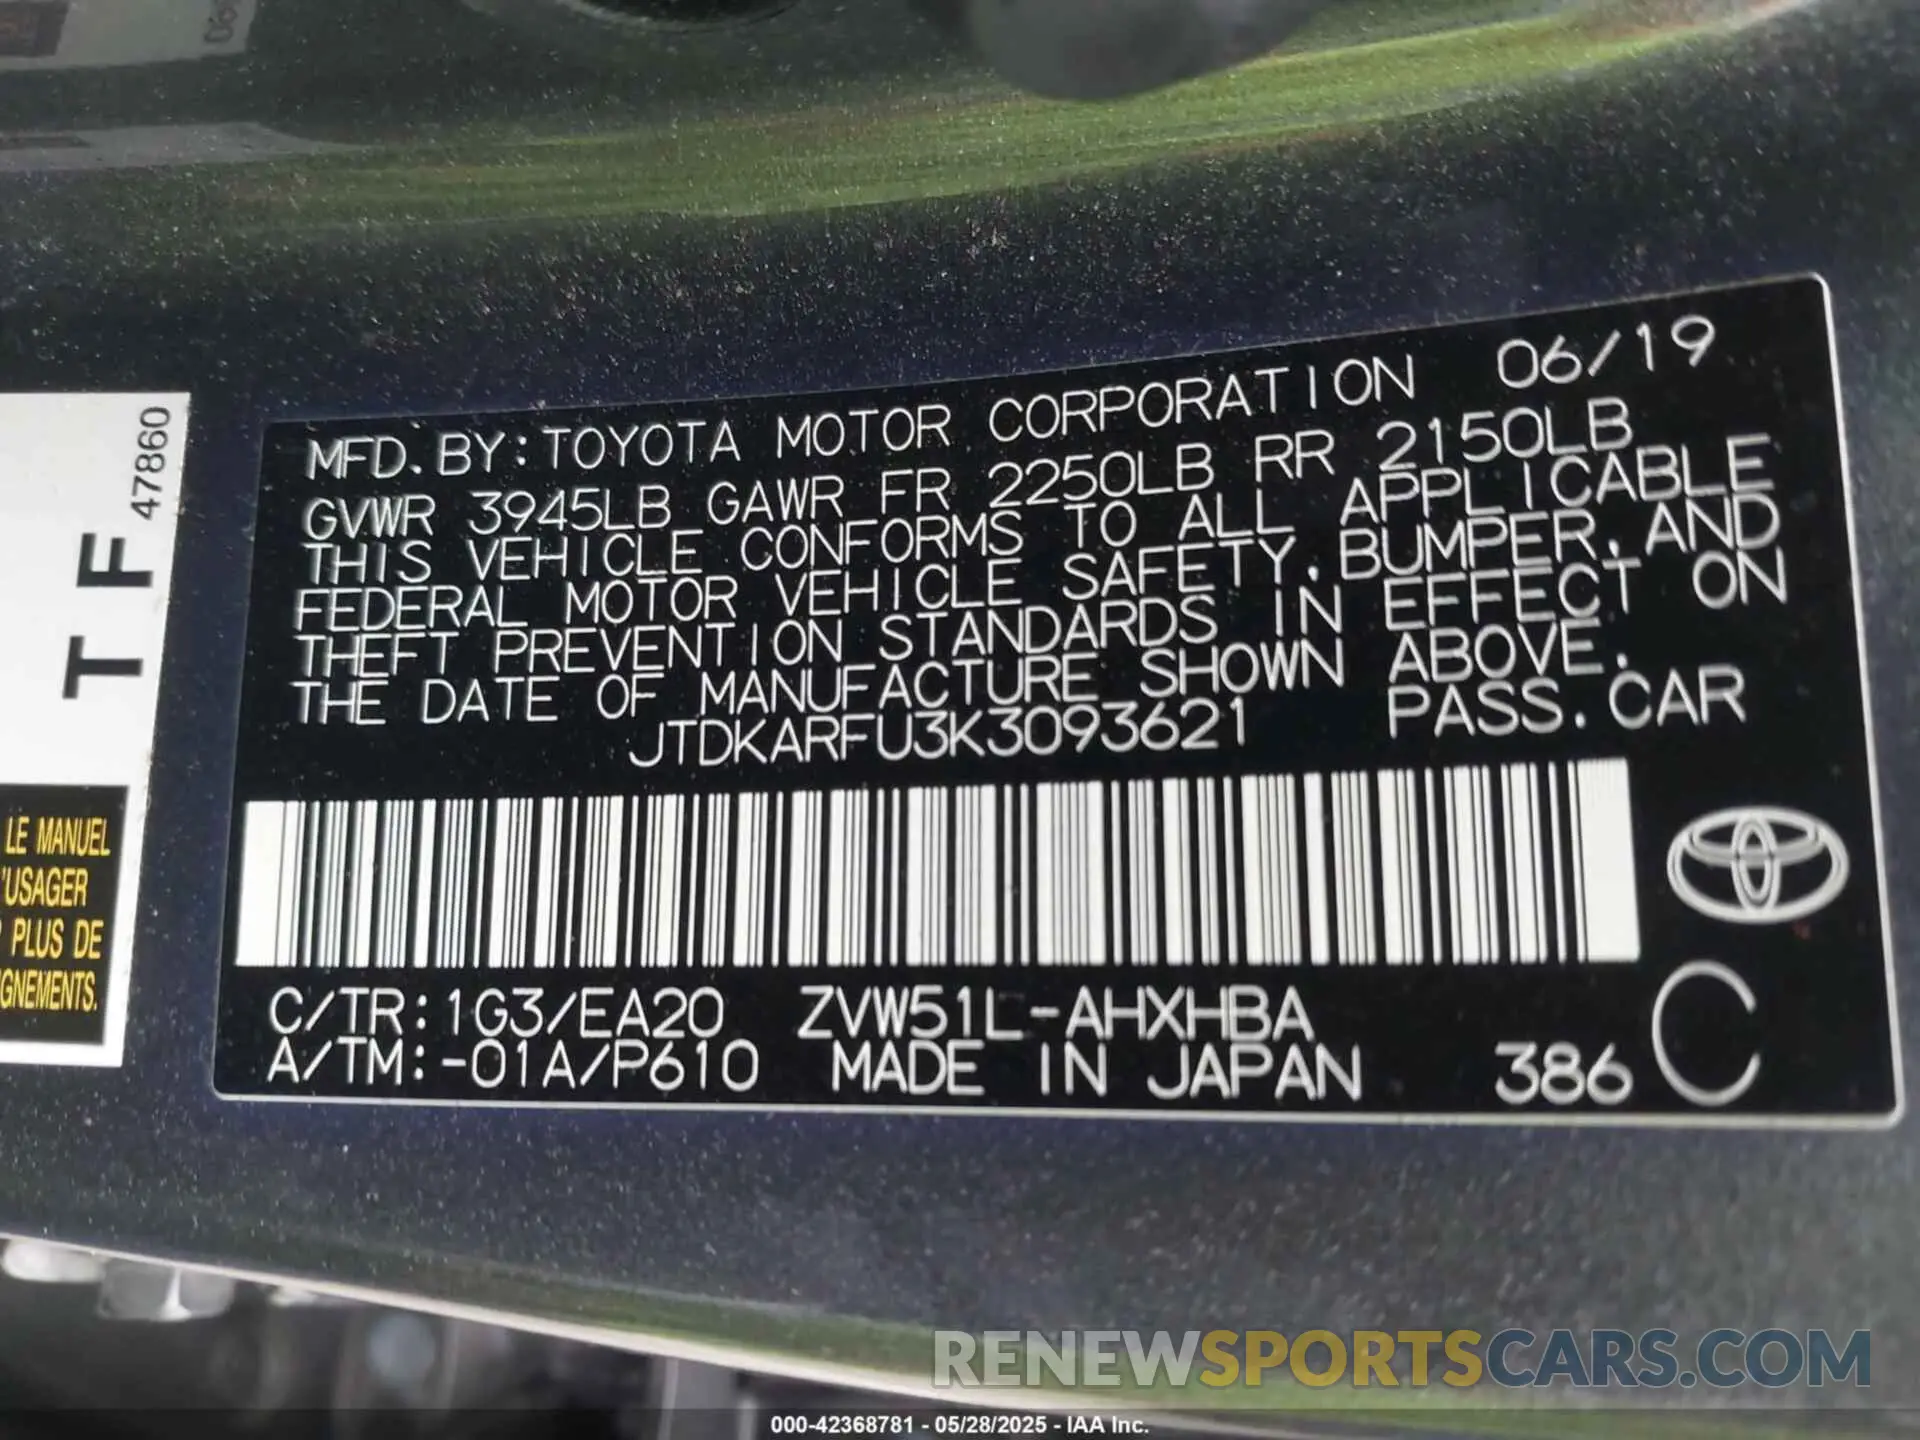 MFD. BY: TOYOTA MOTOR CORPORATION 06/19
GVWR 3945LB GAWR FR 2250LB RR 2150LB
THIS VEHICLE CONFORMS TO ALL APPLICABLE
FEDERAL MOTOR VEHICLE SAFETY, BUMPER, AND
THEFT PREVENTION STANDARDS IN EFFECT ON
THE DATE OF MANUFACTURE SHOWN ABOVE.
JTDKARFU3K3093621 PASS. CAR
C/TR: 1G3/EA20 ZVW51L-AHXHBA
A/TM: -01A/P610 MADE IN JAPAN 386 C
T F
47860
LE MANUEL
'USAGER
PLUS DE
GNEMENTS.
RENEWSPORTSCARS.COM
000-42368781 - 05/28/2025 - IAA Inc.